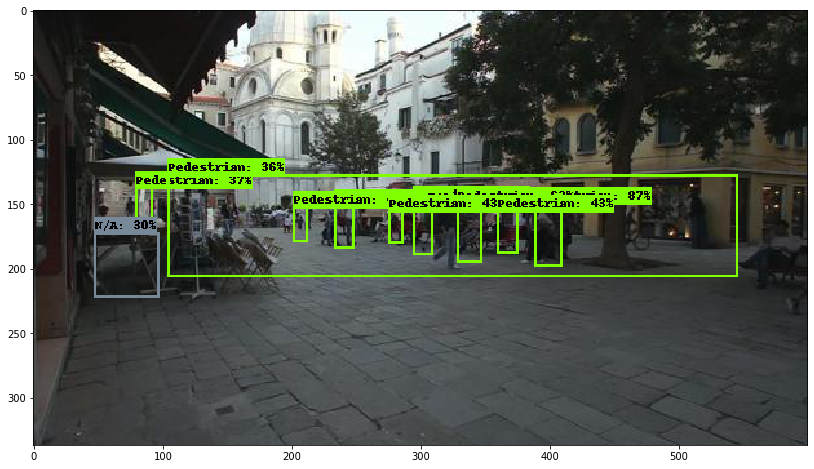 0
50
100
Pedestrian: 36%
Pedestrian: 37%
87%
150
Pedestrian:
Pedestrian: 43
Pedestrian: 43%
N/A: 30%
200
250
300
0 100 200 300 400 500